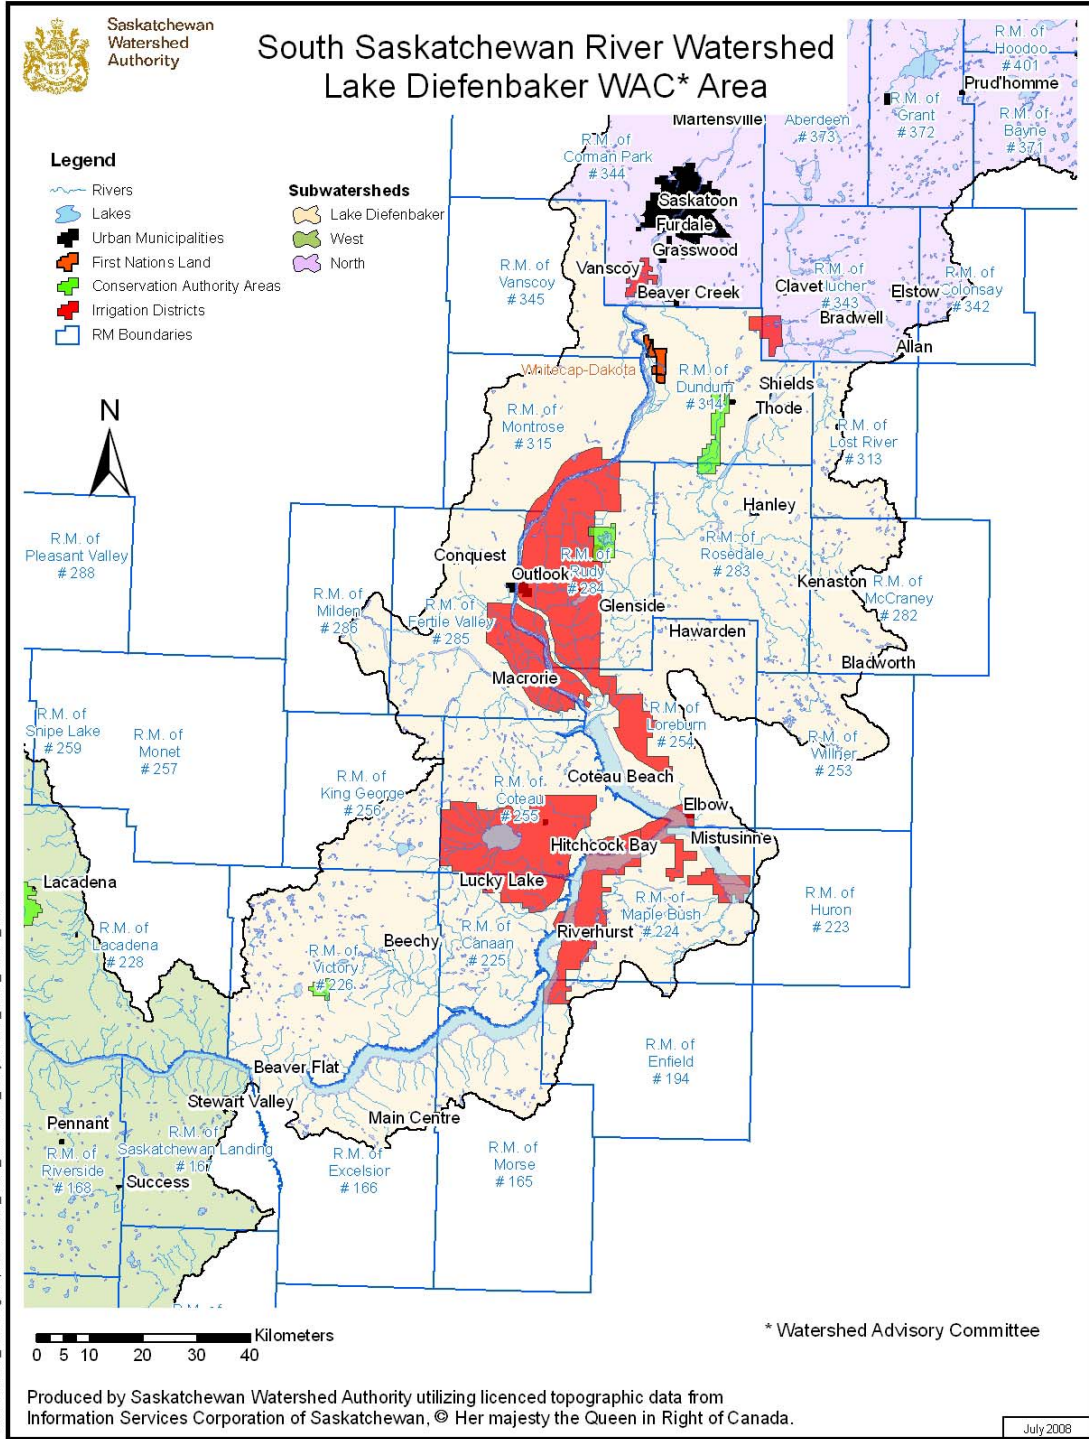 Saskatchewan
Watershed
Authority
South Saskatchewan River Watershed
Lake Diefenbaker WAC* Area
Legend
Rivers
Lakes
Urban Municipalities
First Nations Land
Conservation Authority Areas
Irrigation Districts
RM Boundaries
Subwatersheds
Lake Diefenbaker
West
North
N
R.M. of
Hoodoo
# 401
Prud'homme
R.M. of
Grant
# 372
R.M. of
Bayne
# 371
Aberdeen
# 373
Martensville
R.M. of
Corman Park
# 344
Saskatoon
Furdale
Grasswood
Vanscoy
R.M. of
Vanscoy
# 345
Beaver Creek
R.M. of
Clavet lucher
# 343
Elstow
R.M. of
Colonsay
# 342
Bradwell
Allan
Whitecap-Dakota
R.M. of
Dundurn
# 314
Shields
Thode
R.M. of
Montrose
# 315
R.M. of
Lost River
# 313
Hanley
R.M. of
Pleasant Valley
# 288
Conquest
R.M. of
Rudy
# 284
Outlook
R.M. of
Rosedale
# 283
Kenaston
R.M. of
McCraney
# 282
R.M. of
Milden
# 286
R.M. of
Fertile Valley
# 285
Glenside
Hawarden
Bladworth
Macrorie
R.M. of
Snipe Lake
# 259
R.M. of
Monet
# 257
R.M. of
Loreburn
# 254
R.M. of
Willner
# 253
R.M. of
King George
# 256
R.M. of
Coteau
# 255
Coteau Beach
Elbow
Hitchcock Bay
Mistusinne
Lucky Lake
Lacadena
R.M. of
Lacadena
# 228
R.M. of
Maple Bush
# 224
R.M. of
Huron
# 223
Riverhurst
Beechy
R.M. of
Canaan
# 225
R.M. of
Victory
# 226
R.M. of
Enfield
# 194
Beaver Flat
Stewart Valley
Main Centre
Pennant
R.M. of
Riverside
# 168
R.M. of
Saskatchewan Landing
# 167
Success
R.M. of
Excelsior
# 166
R.M. of
Morse
# 165
R.M. of
Kilometers
0 5 10 20 30 40
* Watershed Advisory Committee
Produced by Saskatchewan Watershed Authority utilizing licenced topographic data from
Information Services Corporation of Saskatchewan, © Her majesty the Queen in Right of Canada.
July 2008